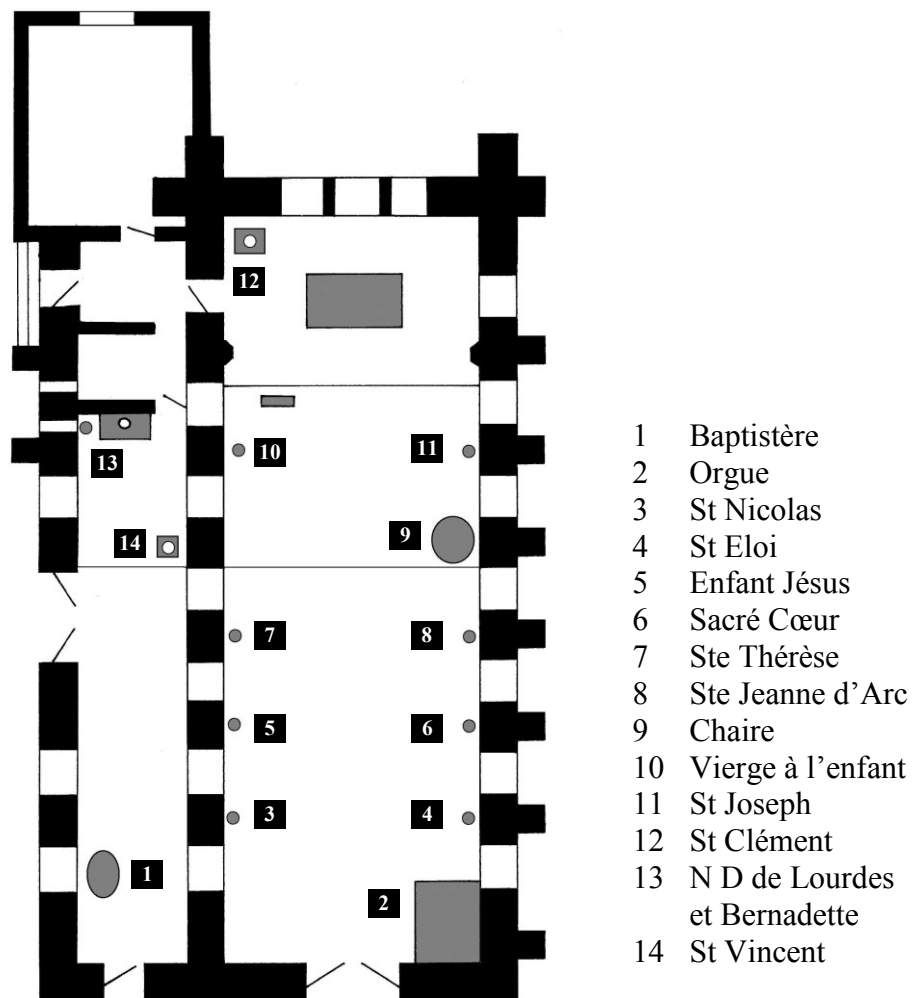 12
10
11
13
14
9
7
8
5
6
3
4
1
2
1 Baptistère
2 Orgue
3 St Nicolas
4 St Eloi
5 Enfant Jésus
6 Sacré Cœur
7 Ste Thérèse
8 Ste Jeanne d’Arc
9 Chaire
10 Vierge à l’enfant
11 St Joseph
12 St Clément
13 N D de Lourdes
et Bernadette
14 St Vincent